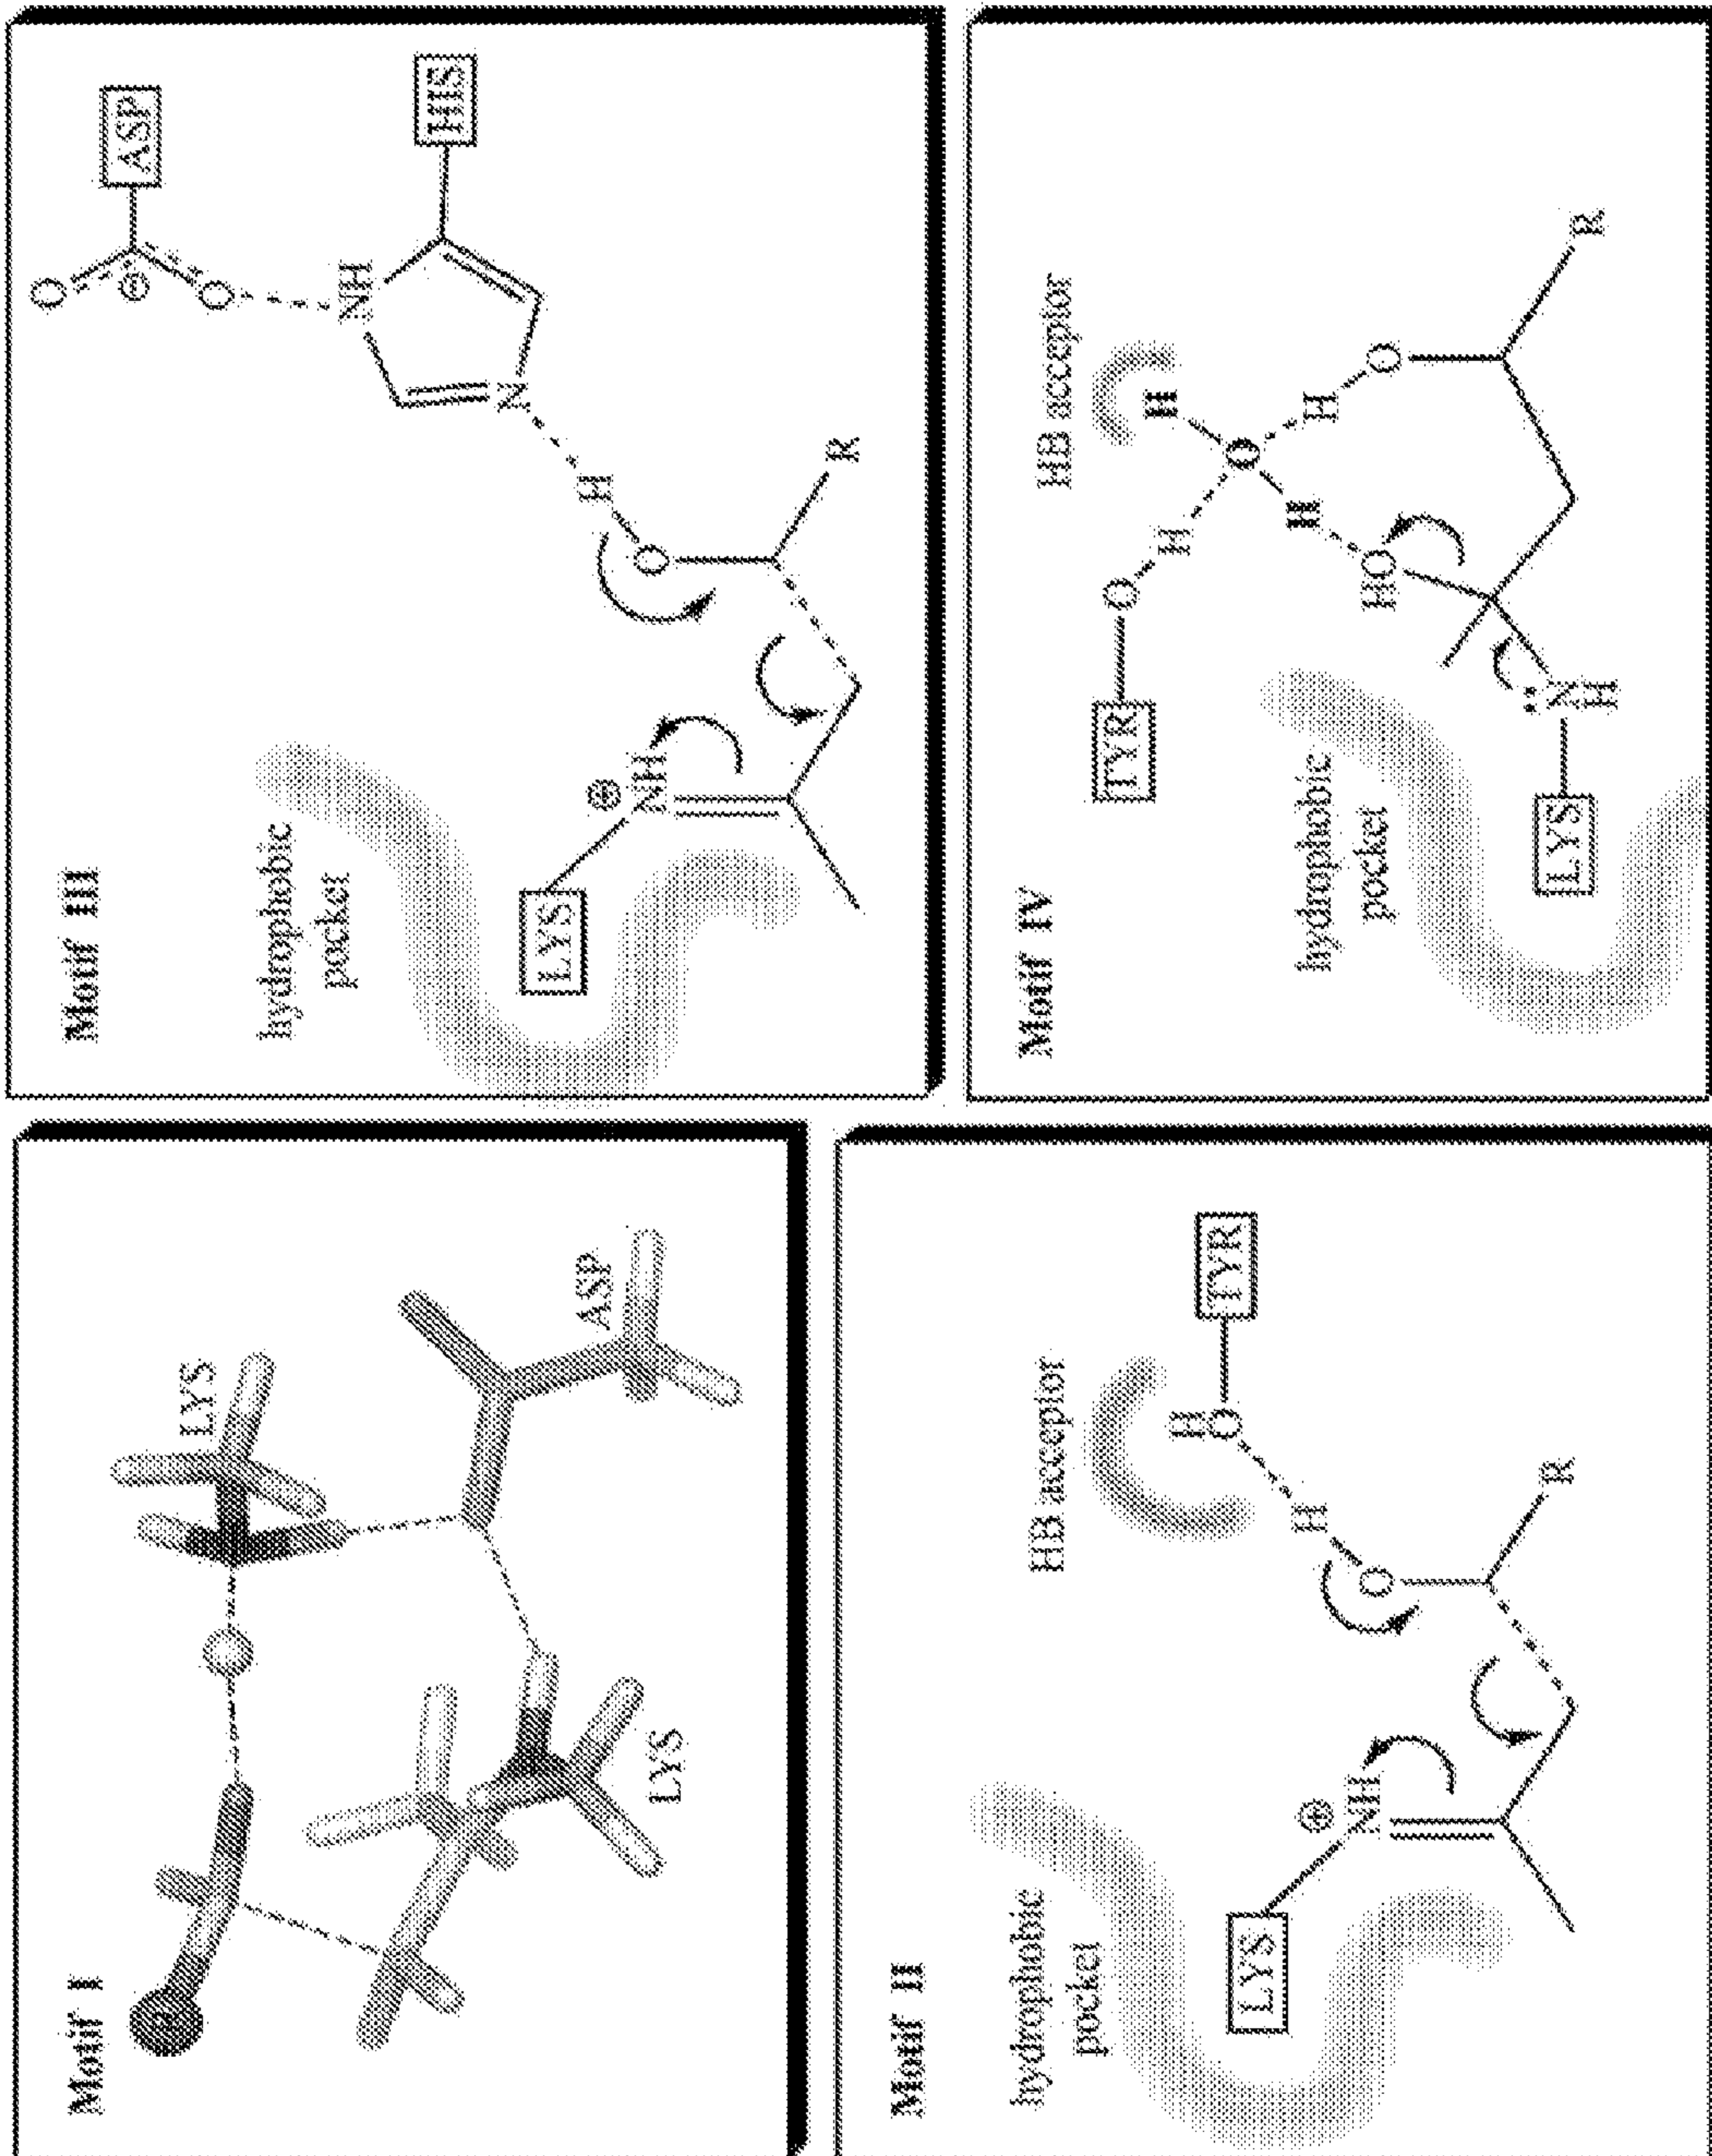 Motif I
LYS
ASP
LYS
R
Motif II
hydrophobic
pocket
HB acceptor
LYS
⊕
NH
H
O
TYR
H
O
R
Motif III
hydrophobic
pocket
O
⊖
O
ASP
NH
HIS
N
LYS
⊕
NH
H
O
R
Motif IV
hydrophobic
pocket
HB acceptor
TYR
O
H
H
O
H
H
HO
O
LYS
N
H
R